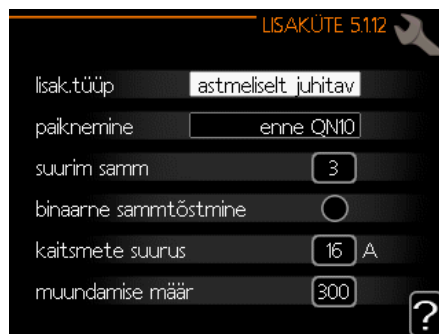 LISAKÜTE 5.1.12
lisak.tüüp astmeliselt juhitav
paiknemine enne QN10
suurim samm 3
binaarne sammtõstmine
kaitsmete suurus 16 A
muundamise määr 300
?